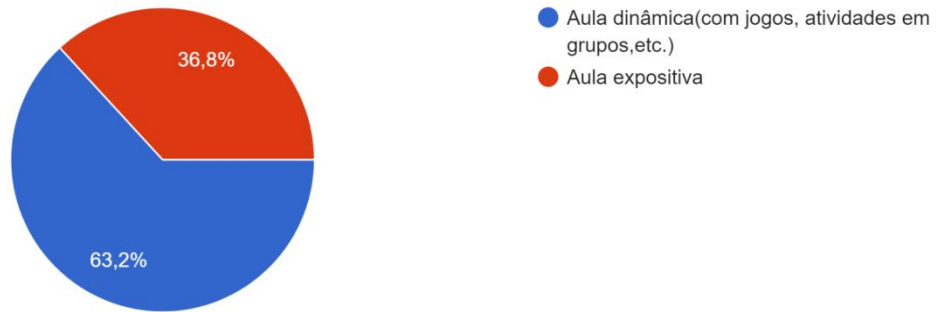 36,8%
63,2%
Aula dinâmica(com jogos, atividades em
grupos,etc.)
Aula expositiva